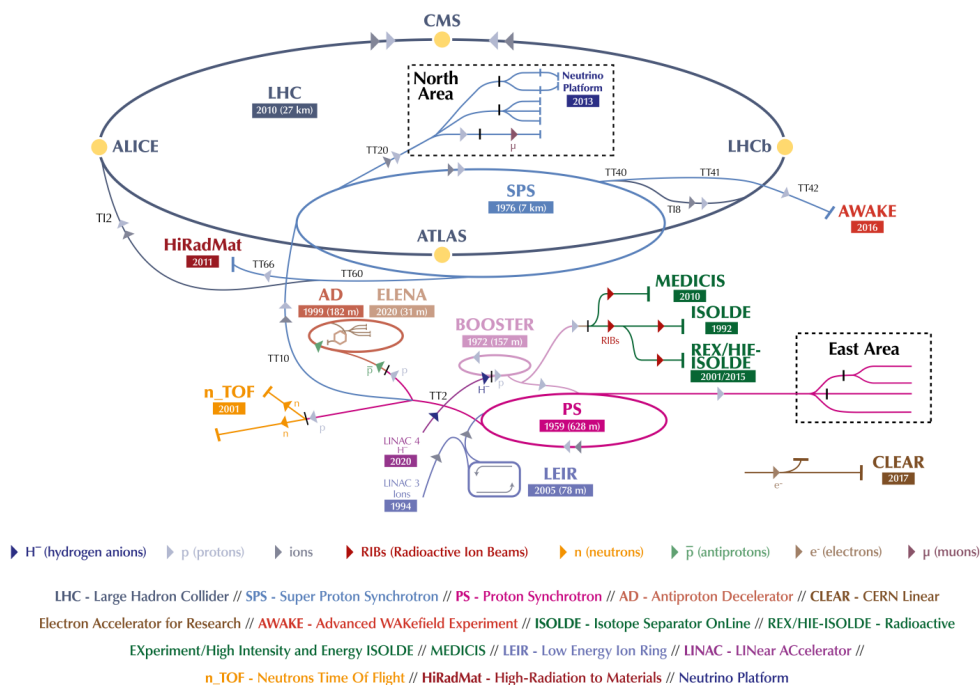 CMS
North
Area
Neutrino
Platform
2013
LHC
2010 (27 km)
ALICE
TT20
μ
LHCb
TT40
TT41
SPS
1976 (7 km)
TI8
TT42
TI2
AWAKE
2016
HiRadMat
2011
ATLAS
TT66
TT60
AD
1999 (182 m)
ELENA
2020 (31 m)
MEDICIS
2010
BOOSTER
1972 (157 m)
ISOLDE
1992
RIBs
REX/HIE-
ISOLDE
2001/2015
East Area
TT10
p̅
p
H⁻
p
n_TOF
2001
n
n
p
TT2
PS
1959 (628 m)
LINAC 4
H⁻
2020
LINAC 3
Ions
1994
LEIR
2005 (78 m)
e⁻
CLEAR
2017
H⁻ (hydrogen anions)
p (protons)
ions
RIBs (Radioactive Ion Beams)
n (neutrons)
p̅ (antiprotons)
e⁻ (electrons)
μ (muons)
LHC - Large Hadron Collider // SPS - Super Proton Synchrotron // PS - Proton Synchrotron // AD - Antiproton Decelerator // CLEAR - CERN Linear
Electron Accelerator for Research // AWAKE - Advanced WAKefield Experiment // ISOLDE - Isotope Separator OnLine // REX/HIE-ISOLDE - Radioactive
EXperiment/High Intensity and Energy ISOLDE // MEDICIS // LEIR - Low Energy Ion Ring // LINAC - LINear ACcelerator //
n_TOF - Neutrons Time Of Flight // HiRadMat - High-Radiation to Materials // Neutrino Platform